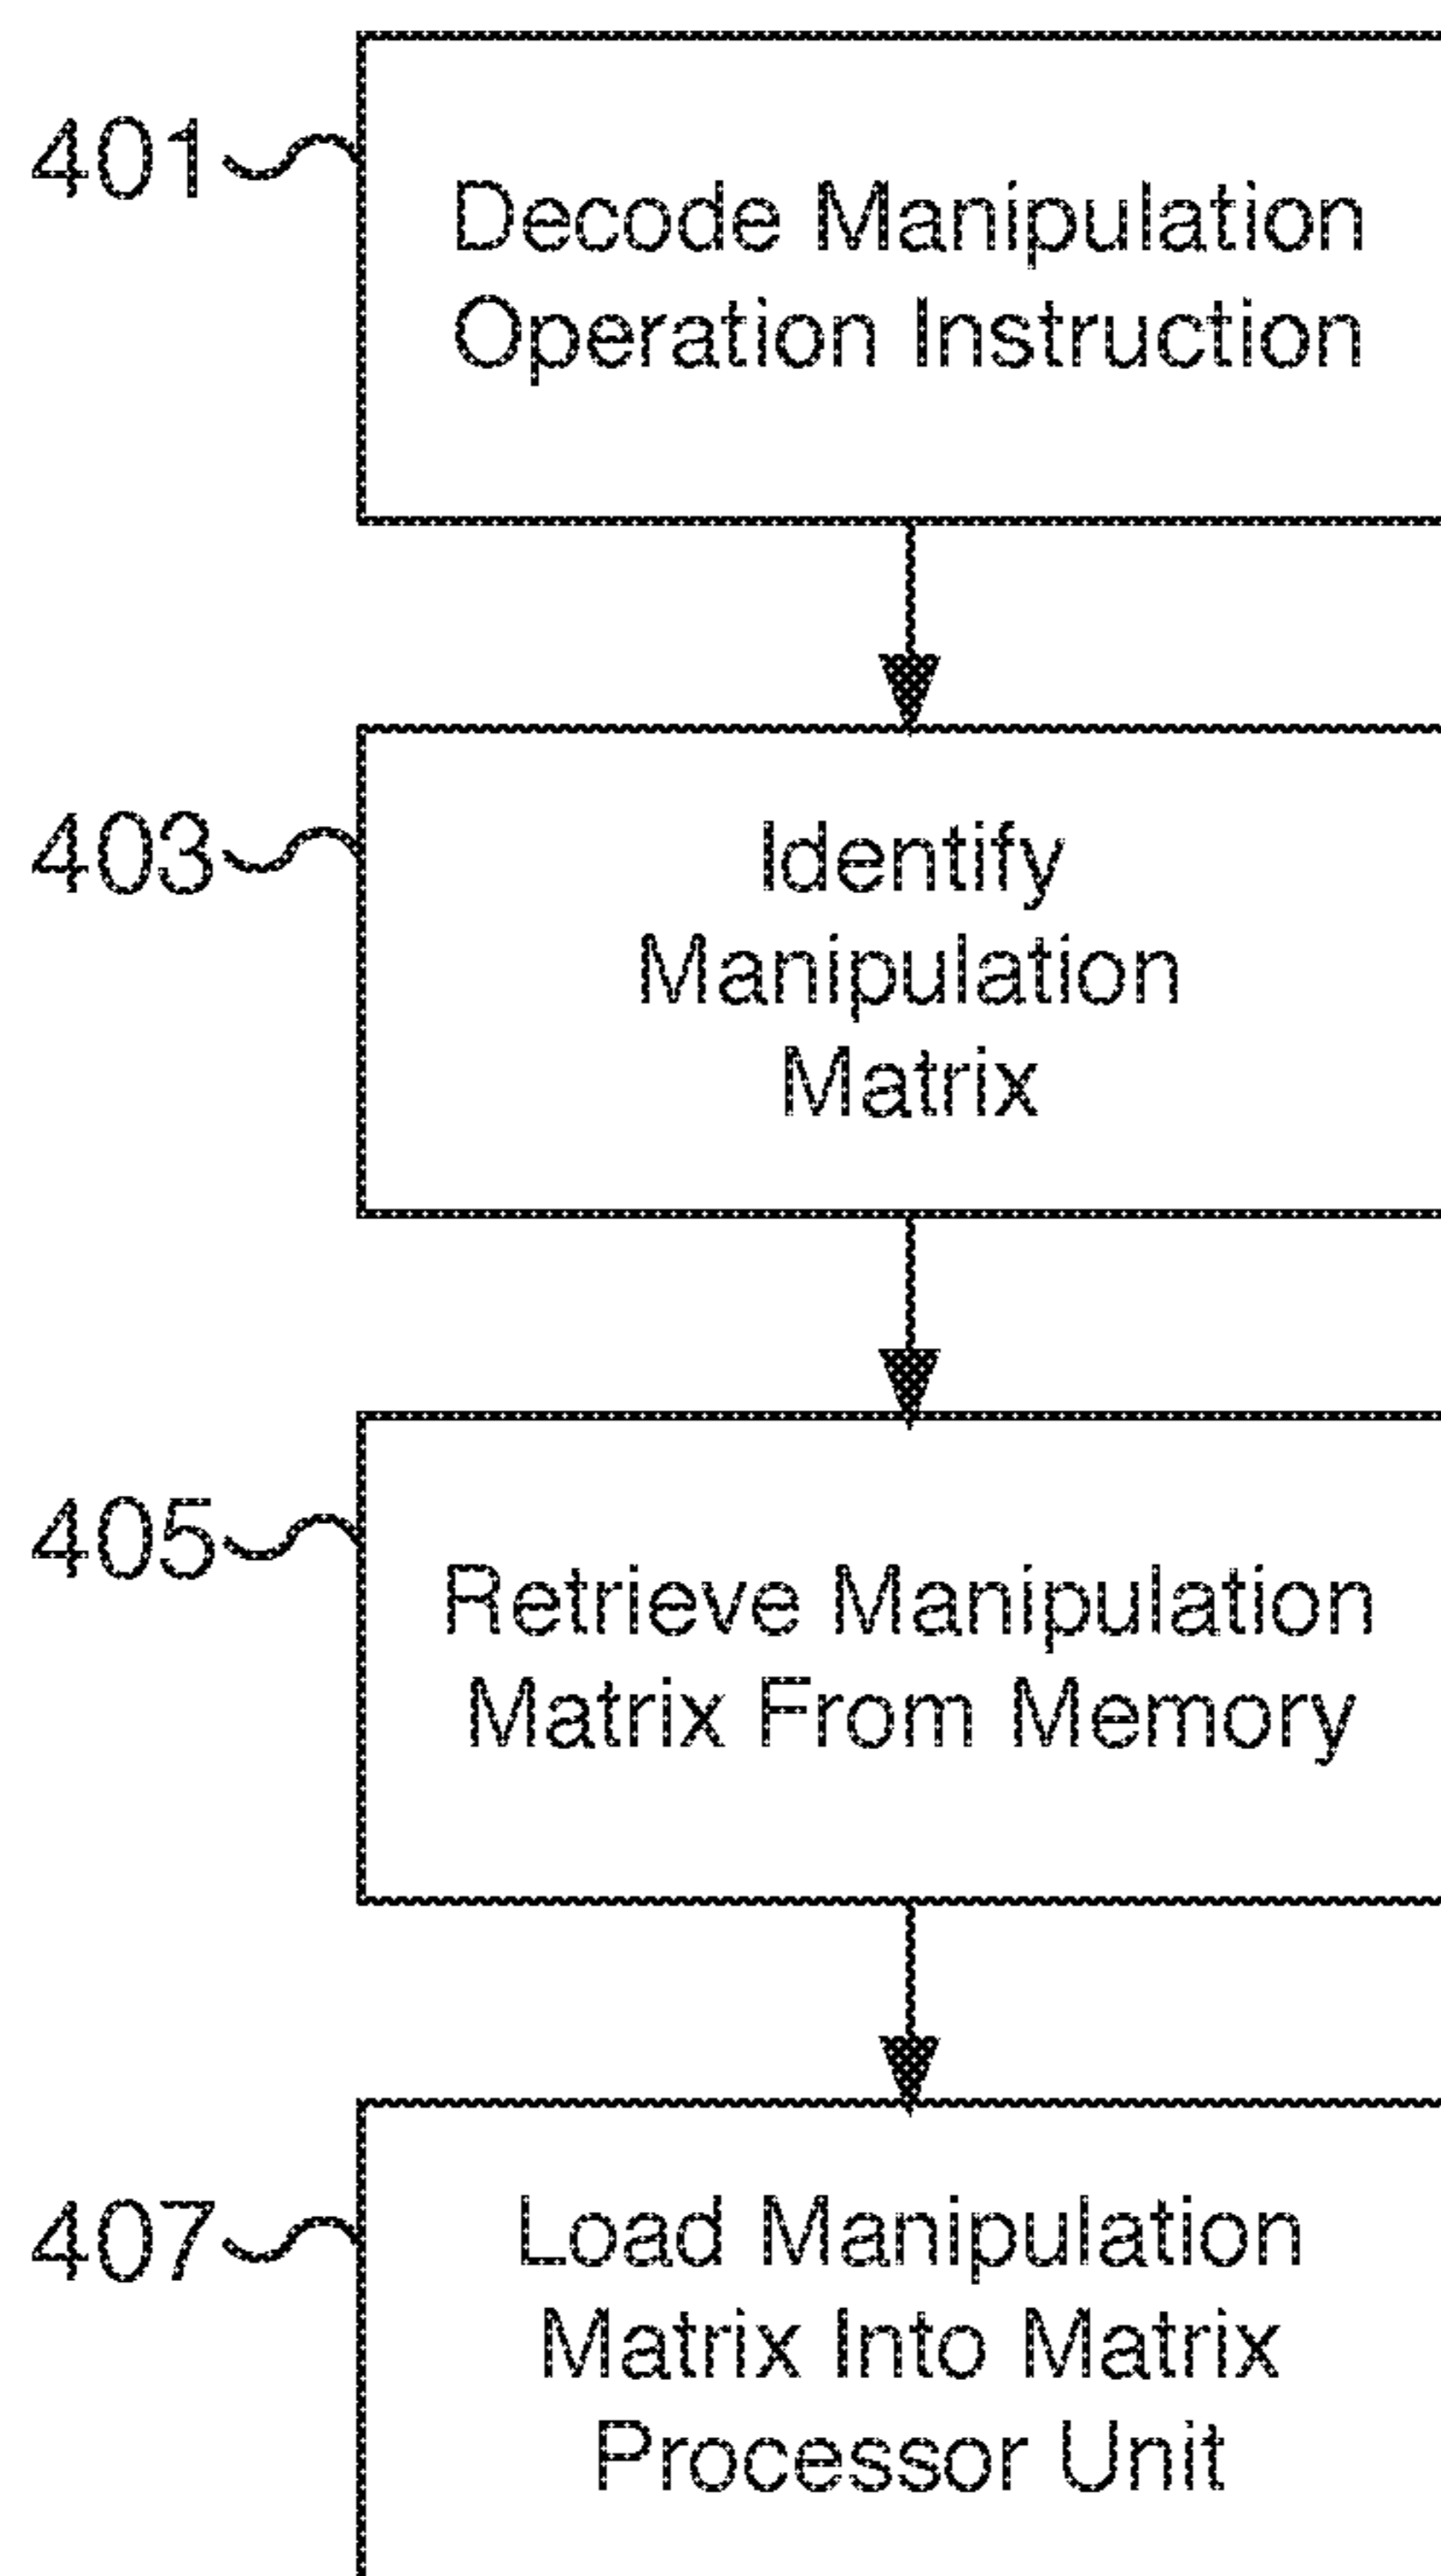 401
Decode Manipulation
Operation Instruction
403
Identify
Manipulation
Matrix
405
Retrieve Manipulation
Matrix From Memory
407
Load Manipulation
Matrix Into Matrix
Processor Unit